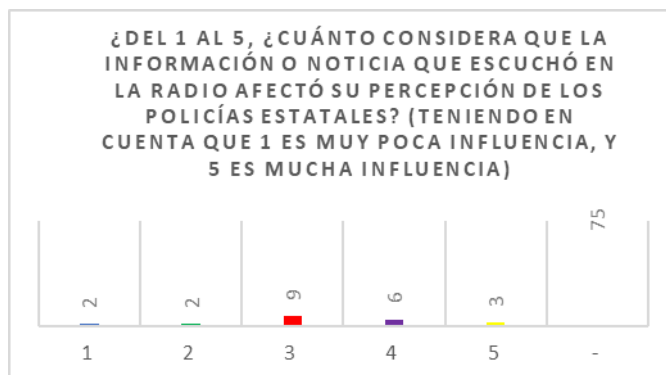 ¿DEL 1 AL 5, ¿CUÁNTO CONSIDERA QUE LA
INFORMACIÓN O NOTICIA QUE ESCUCHÓ EN
LA RADIO AFECTÓ SU PERCEPCIÓN DE LOS
POLICÍAS ESTATALES? (TENIENDO EN
CUENTA QUE 1 ES MUY POCA INFLUENCIA, Y
5 ES MUCHA INFLUENCIA)
2 2 9 6 3 75
1 2 3 4 5 -